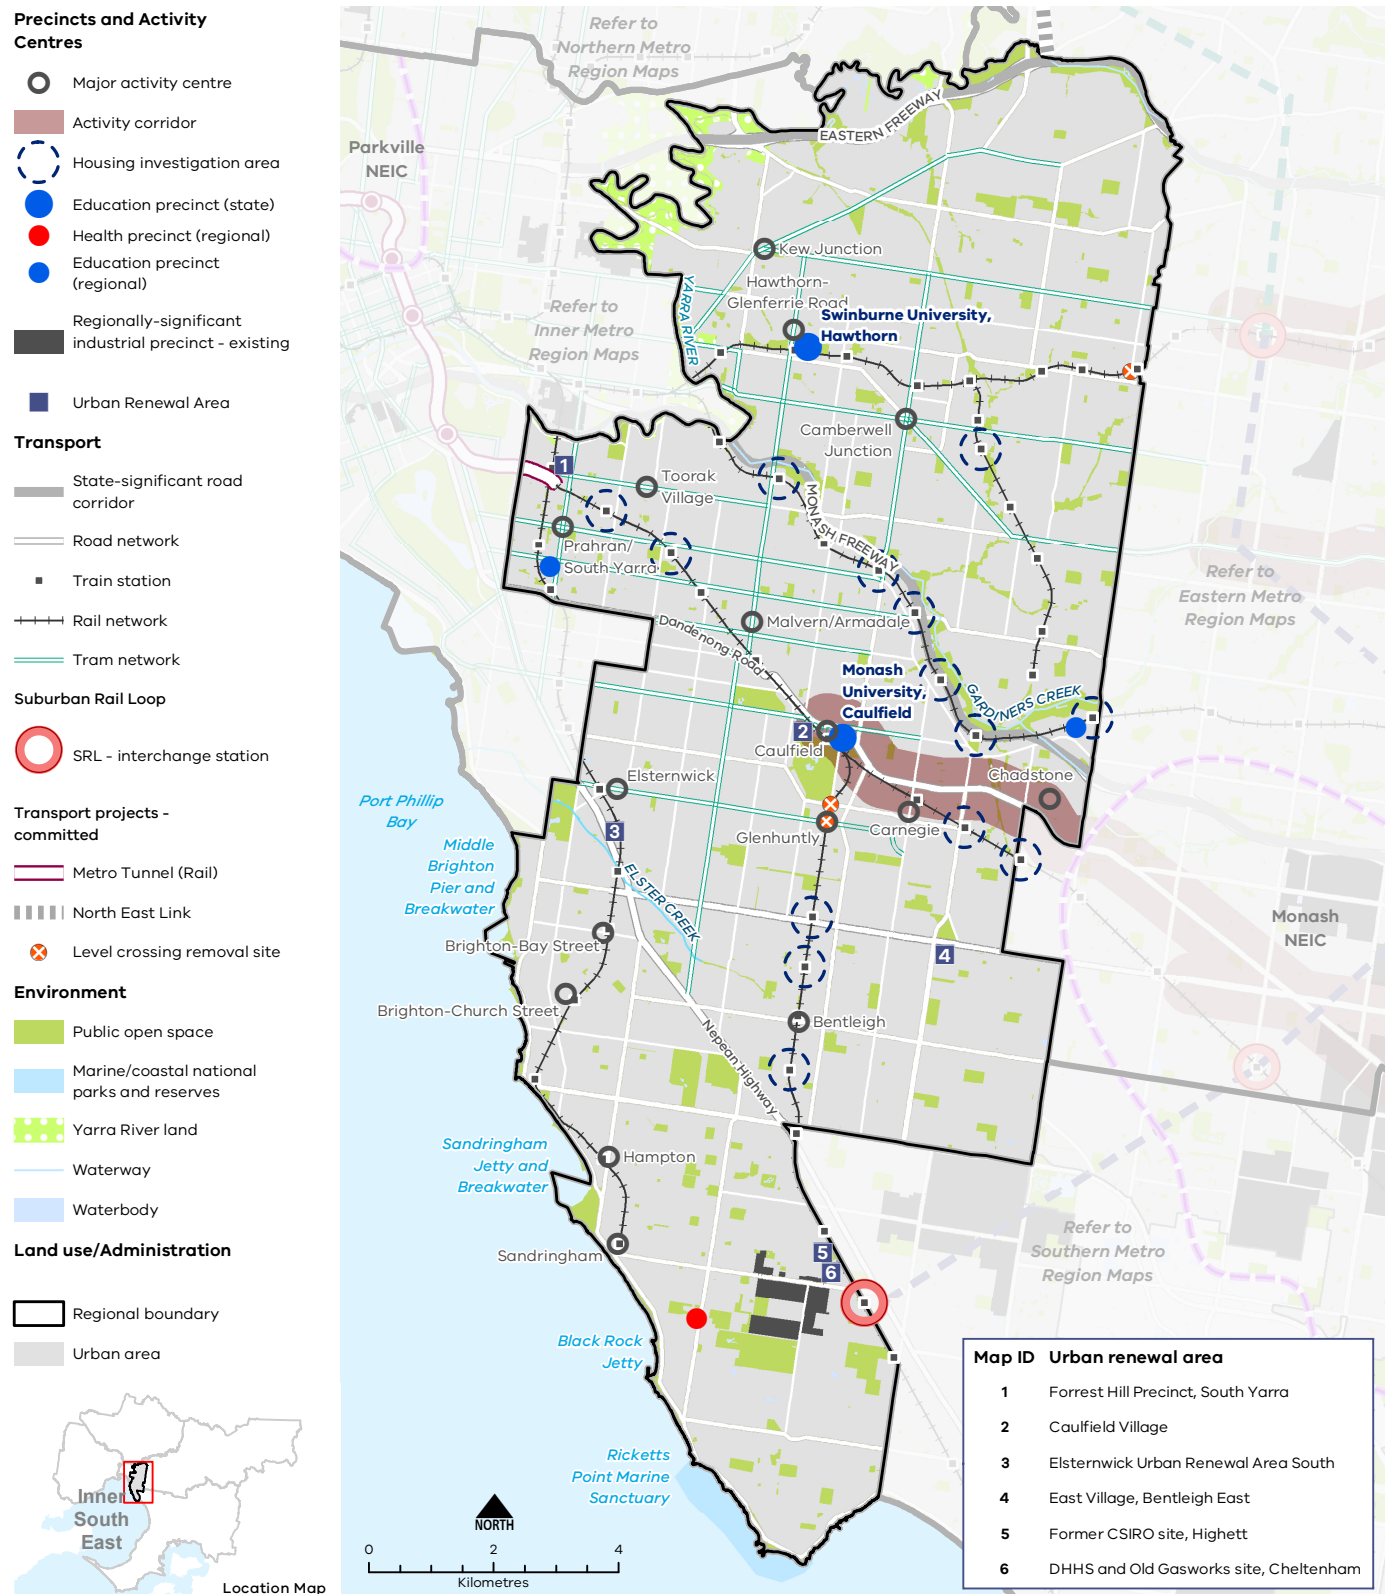 Precincts and Activity
Centres
Major activity centre
Activity corridor
Housing investigation area
Education precinct (state)
Health precinct (regional)
Education precinct
(regional)
Regionally-significant
industrial precinct - existing
Urban Renewal Area
Transport
State-significant road
corridor
Road network
Train station
Rail network
Tram network
Suburban Rail Loop
SRL - interchange station
Transport projects -
committed
Metro Tunnel (Rail)
North East Link
Level crossing removal site
Environment
Public open space
Marine/coastal national
parks and reserves
Yarra River land
Waterway
Waterbody
Land use/Administration
Regional boundary
Urban area
Inner
South
East
Location Map
Refer to
Northern Metro
Region Maps
Parkville
NEIC
EASTERN FREEWAY
Kew Junction
Hawthorn-
Glenferrie Road
YARRA RIVER
Refer to
Inner Metro
Region Maps
Swinburne University,
Hawthorn
Camberwell
Junction
1
Toorak
Village
MONASH FREEWAY
Prahran/
South Yarra
Refer to
Eastern Metro
Region Maps
Malvern/Armadale
Dandenong Road
Monash
University,
Caulfield
GARDINERS CREEK
2
Caulfield
Elsternwick
Chadstone
Port Phillip
Bay
3
Glenhuntly
Carnegie
Middle
Brighton
Pier and
Breakwater
ELSTER CREEK
Monash
NEIC
Brighton-Bay Street
4
Brighton-Church Street
Bentleigh
Nepean Highway
Sandringham
Jetty and
Breakwater
Hampton
Sandringham
Refer to
Southern Metro
Region Maps
5
6
Black Rock
Jetty
Ricketts
Point Marine
Sanctuary
NORTH
0 2 4
Kilometres
Map ID Urban renewal area
1 Forrest Hill Precinct, South Yarra
2 Caulfield Village
3 Elsternwick Urban Renewal Area South
4 East Village, Bentleigh East
5 Former CSIRO site, Highett
6 DHHS and Old Gasworks site, Cheltenham